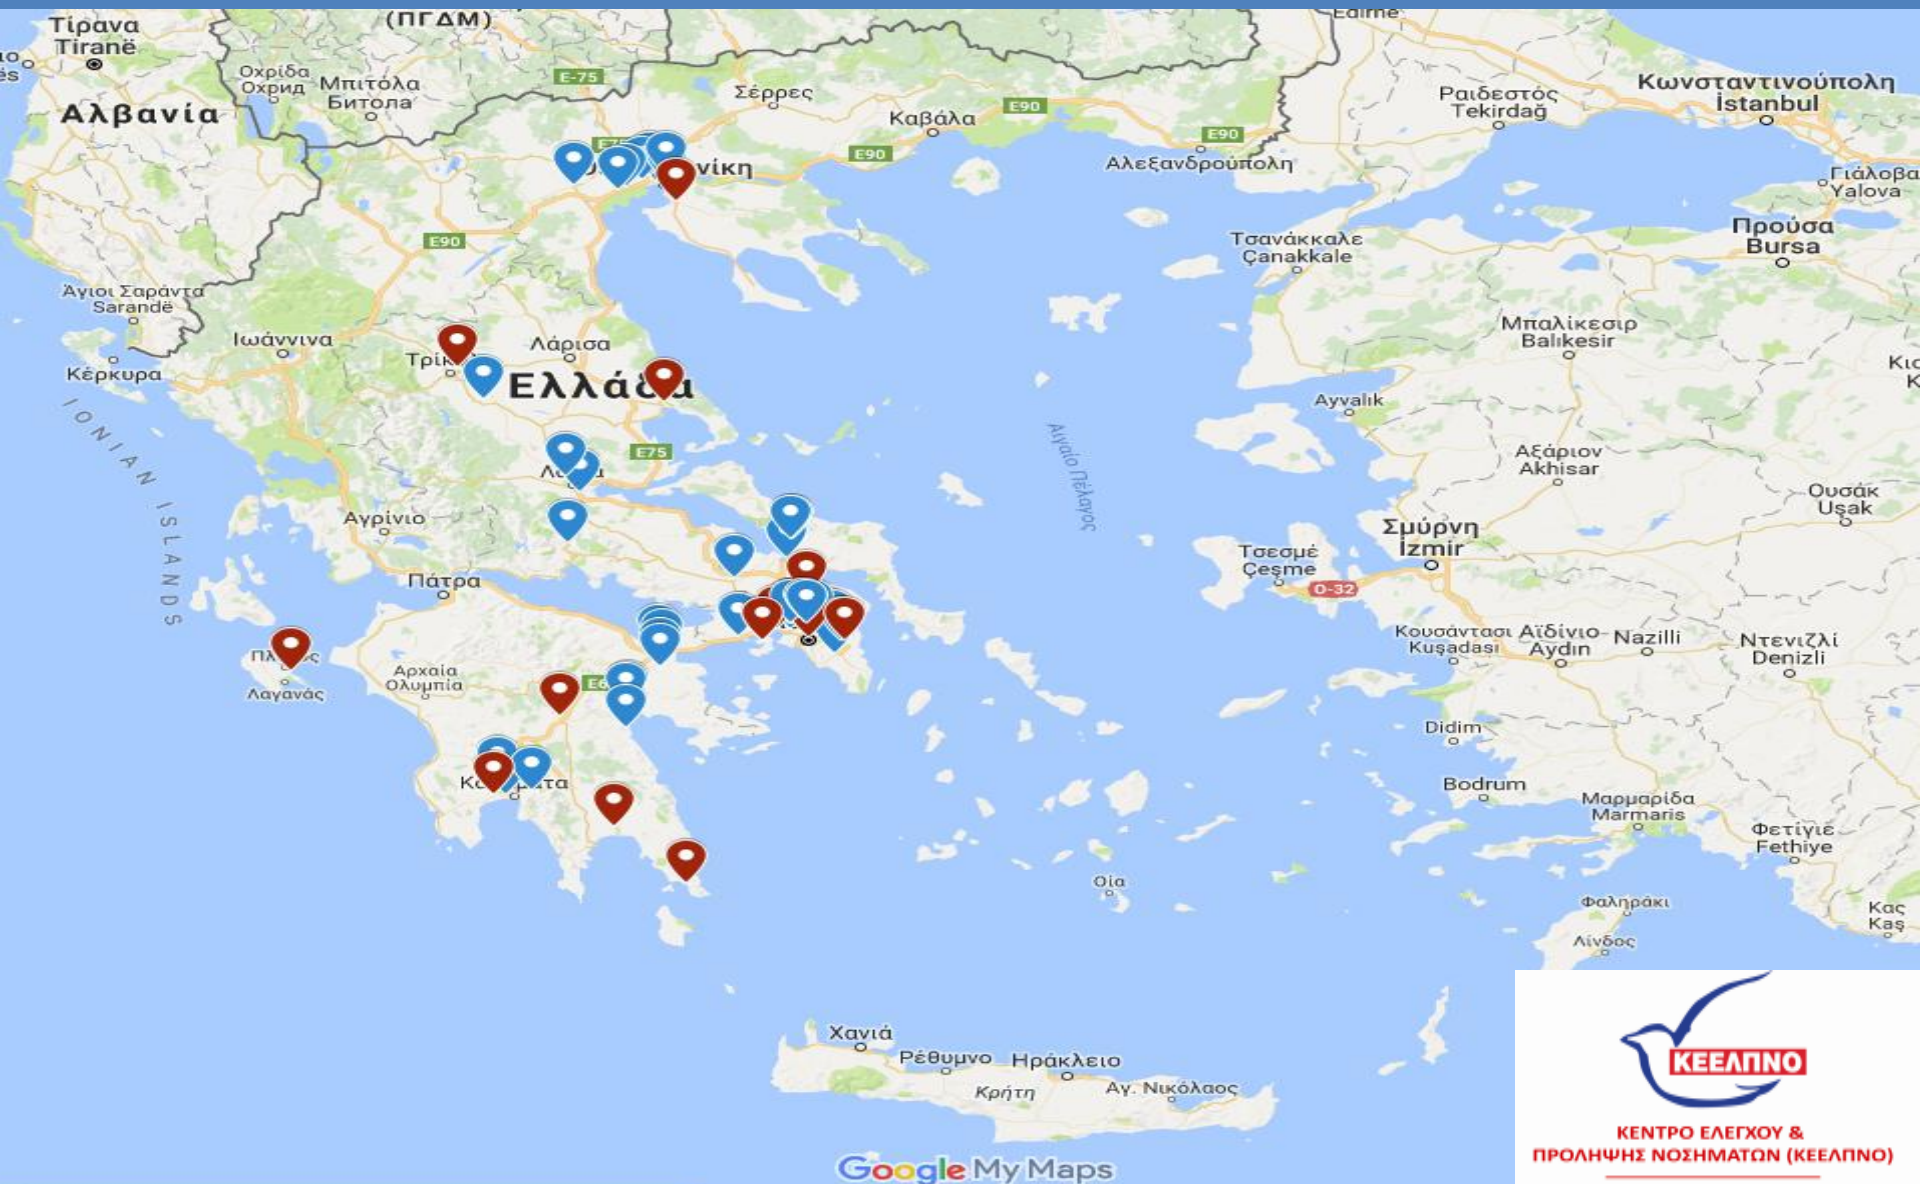 (ΠΓΔΜ)
Edirne
Τίρανα
Tiranë
Οχρίδα
Охрид
Μπιτόλα
Битола
E-75
Σέρρες
Καβάλα
E90
E90
E90
Ραιδεστός
Tekirdağ
Κωνσταντινούπολη
İstanbul
Αλβανία
Αλεξανδρούπολη
νίκη
Γιάλοβα
Yalova
Προύσα
Bursa
E90
Τσανάκκαλε
Çanakkale
Άγιοι Σαράντα
Sarandë
Ιωάννινα
Λάρισα
Μπαλίκεσιρ
Balıkesir
Κέρκυρα
Ελλάδα
Ayvalık
IONIAN ISLANDS
Αιγαίο Πέλαγος
E75
Αξάριον
Akhisar
Ουσάκ
Uşak
Αγρίνιο
Σμύρνη
İzmir
Τσεσμέ
Çeşme
O-32
Πάτρα
Κουσάντασι
Kuşadası
Αϊδίνιο
Aydın
Nazilli
Ντενιζλί
Denizli
Αρχαία
Ολυμπία
Λαγανάς
Didim
Bodrum
Μαρμαρίδα
Marmaris
Φετίγιε
Fethiye
Οία
Φαληράκι
Λίνδος
Κας
Kaş
Χανιά
Ρέθυμνο
Ηράκλειο
Κρήτη
Αγ. Νικόλαος
Google My Maps
ΚΕΕΛΠΝΟ
ΚΕΝΤΡΟ ΕΛΕΓΧΟΥ &
ΠΡΟΛΗΨΗΣ ΝΟΣΗΜΑΤΩΝ (ΚΕΕΛΠΝΟ)